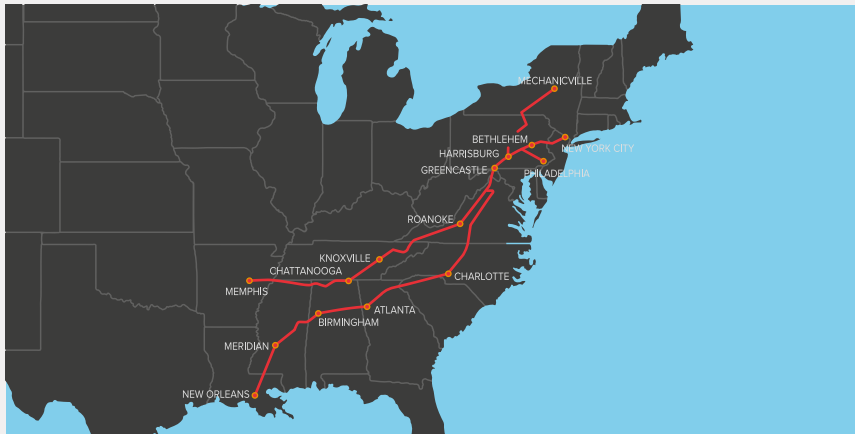 MECHANICVILLE
BETHLEHEM
NEW YORK CITY
HARRISBURG
GREENCASTLE
PHILADELPHIA
ROANOKE
KNOXVILLE
CHATTANOOGA
CHARLOTTE
MEMPHIS
ATLANTA
BIRMINGHAM
MERIDIAN
NEW ORLEANS